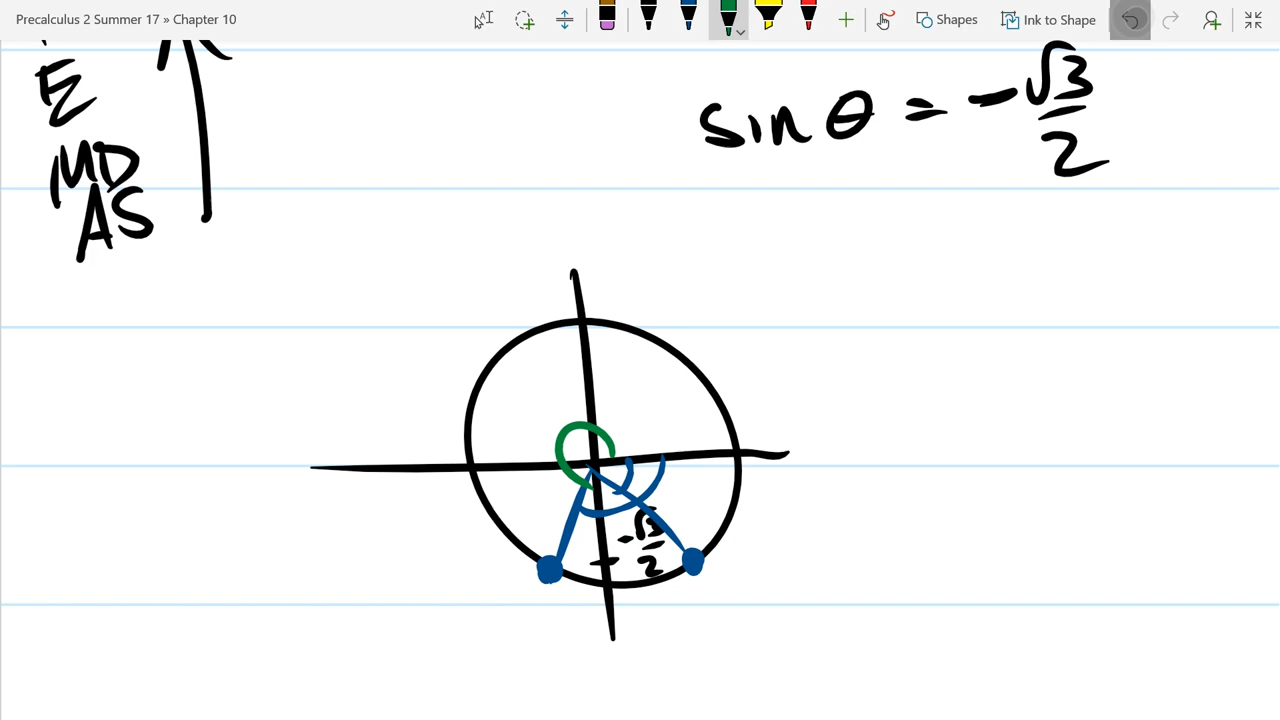 Precalculus 2 Summer 17 » Chapter 10
Shapes
Ink to Shape
E
MD
AS
sin θ = -√3/2
-√3/2